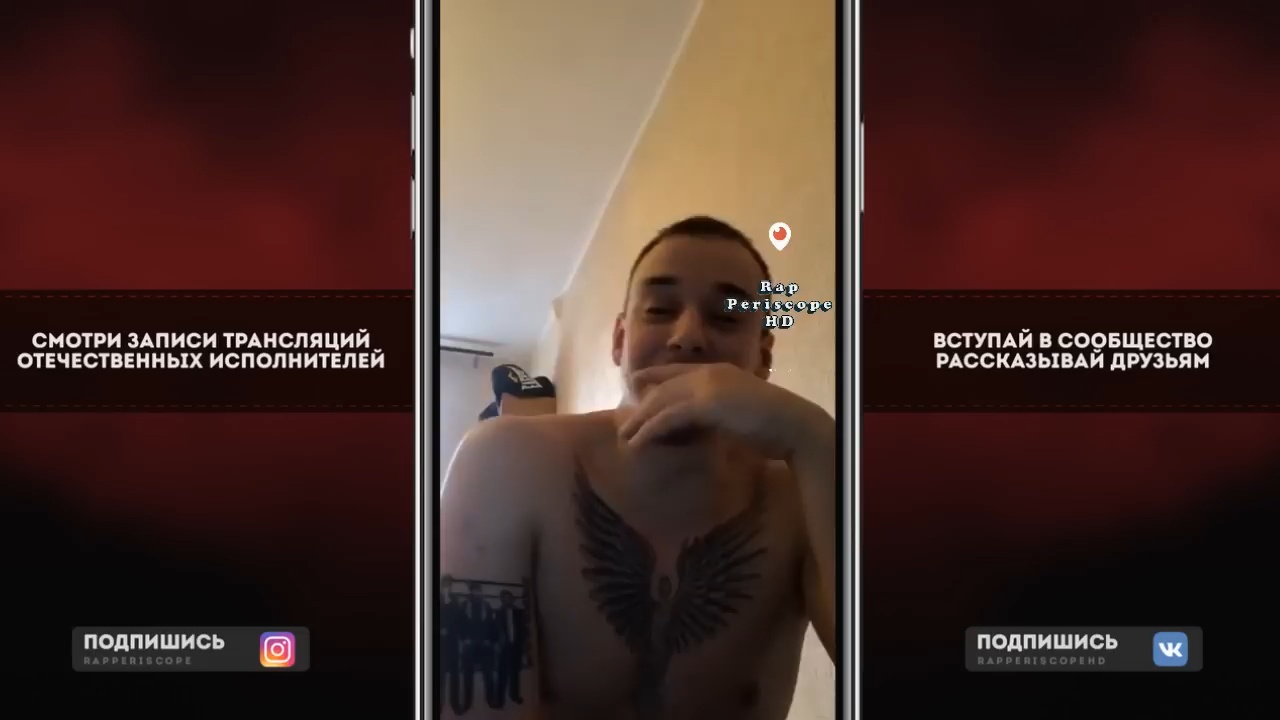 СМОТРИ ЗАПИСИ ТРАНСЛЯЦИЙ
ОТЕЧЕСТВЕННЫХ ИСПОЛНИТЕЛЕЙ
ПОДПИШИСЬ
RAPPERISCOPE
Rap
Periscope
HD
ВСТУПАЙ В СООБЩЕСТВО
РАССКАЗЫВАЙ ДРУЗЬЯМ
ПОДПИШИСЬ
RAPPERISCOPEHD